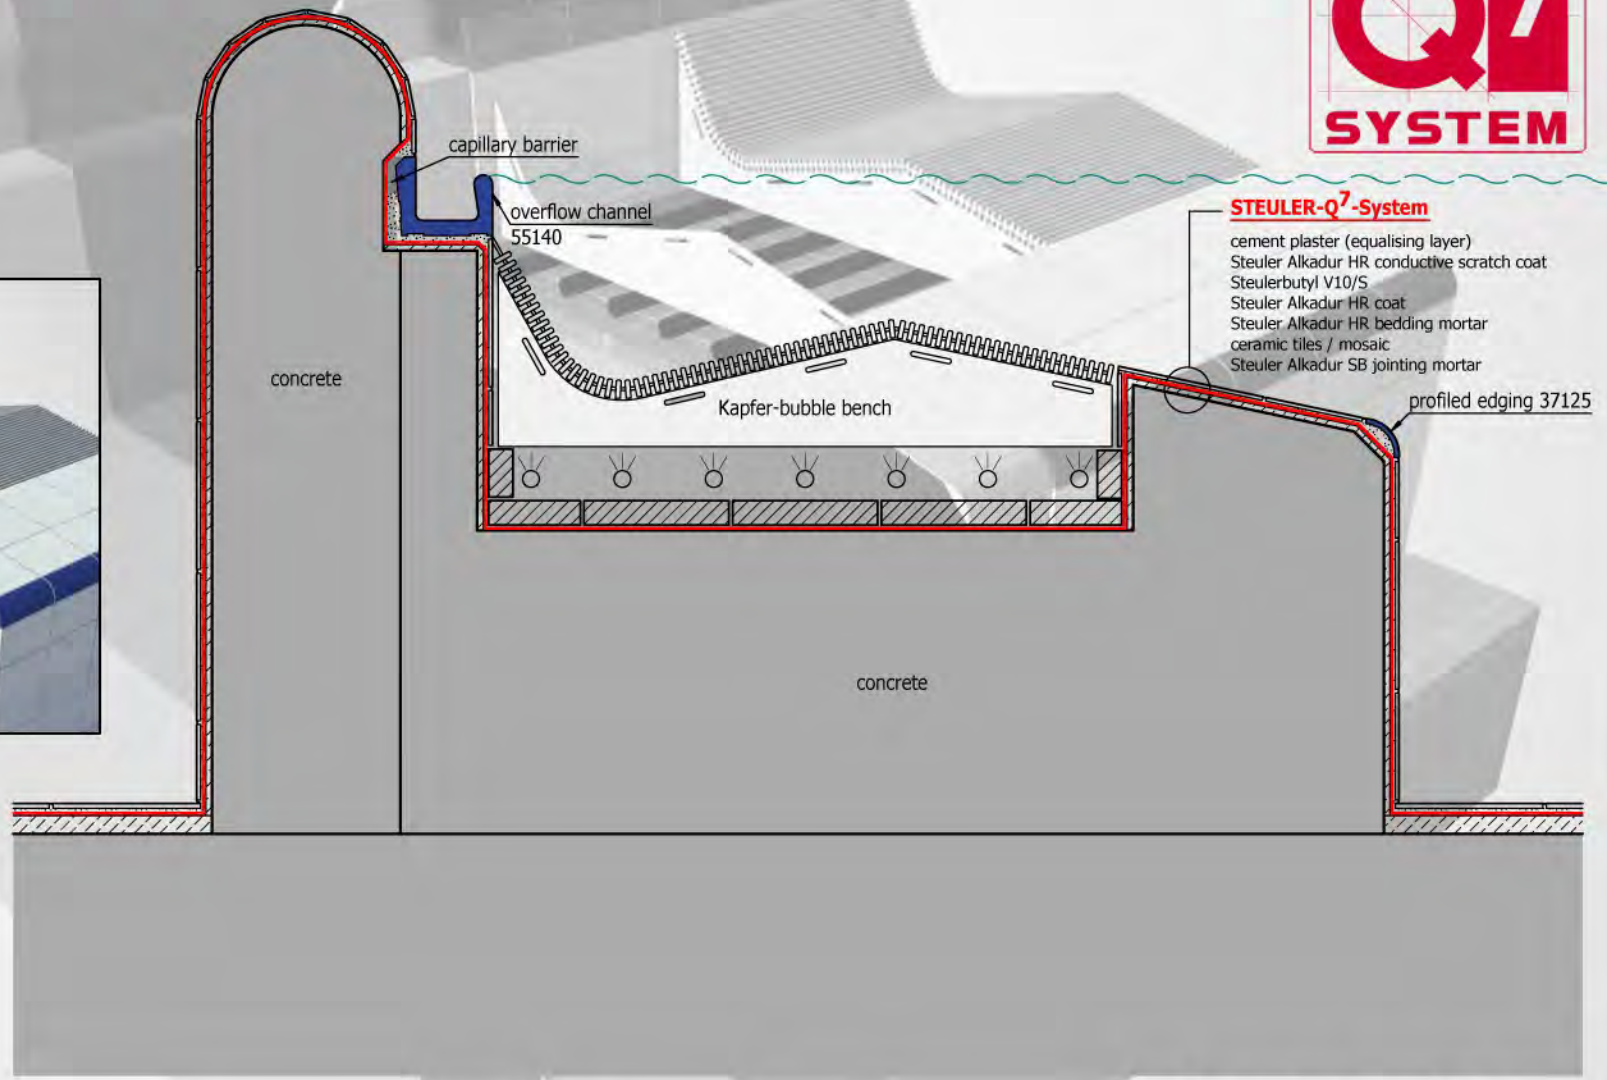 Q7
SYSTEM
capillary barrier
overflow channel
55140
STEULER-Q⁷-System
cement plaster (equalising layer)
Steuler Alkadur HR conductive scratch coat
Steulerbutyl V10/S
Steuler Alkadur HR coat
Steuler Alkadur HR bedding mortar
ceramic tiles / mosaic
Steuler Alkadur SB jointing mortar
concrete
Kapfer-bubble bench
profiled edging 37125
concrete